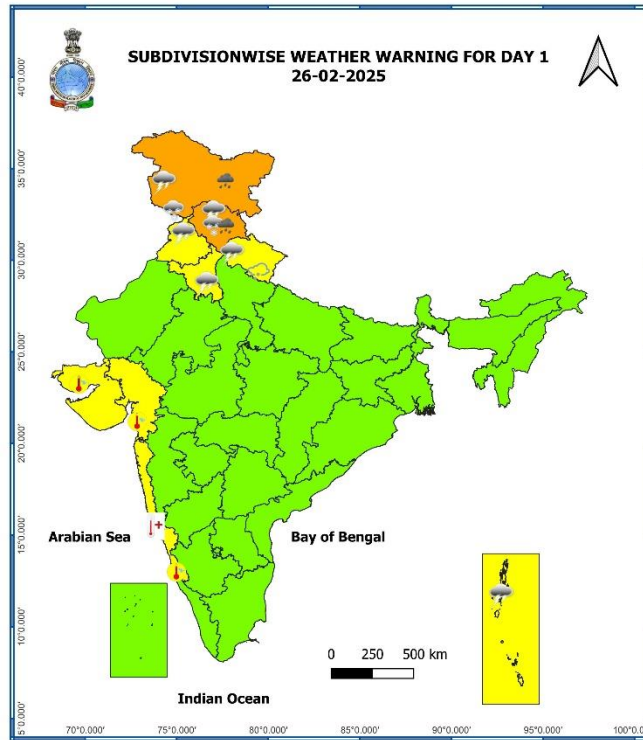 SUBDIVISIONWISE WEATHER WARNING FOR DAY 1
26-02-2025
40°0.000'
35°0.000'
30°0.000'
25°0.000'
20°0.000'
15°0.000'
10°0.000'
5°0.000'
Arabian Sea
Bay of Bengal
0 250 500 km
Indian Ocean
70°0.000' 75°0.000' 80°0.000' 85°0.000' 90°0.000' 95°0.000' 100°0.